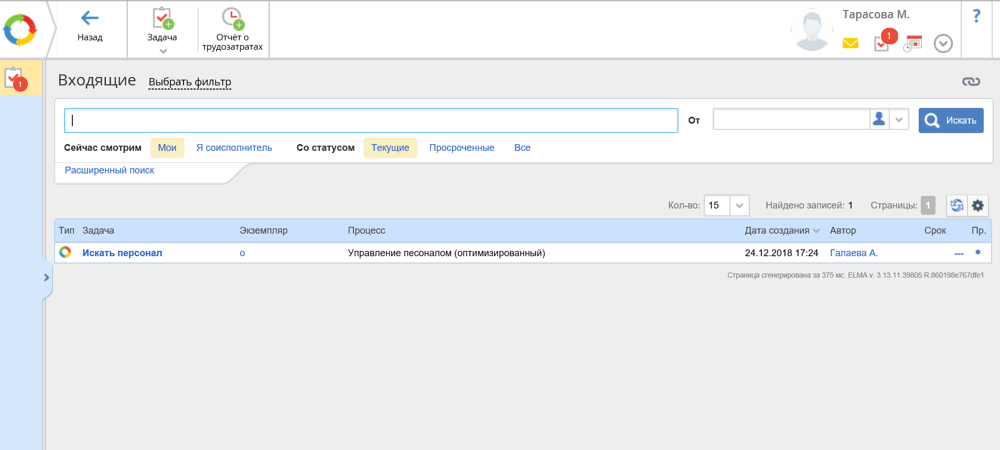 Назад
Задача
Отчёт о
трудозатратах
Тарасова М.
1
?
1
Входящие Выбрать фильтр
От Искать
Сейчас смотрим Мои Я соисполнитель Со статусом Текущие Просроченные Все
Расширенный поиск
Кол-во: 15 Найдено записей: 1 Страницы: 1
Тип Задача Экземпляр Процесс Дата создания Автор Срок Пр.
Искать персонал о Управление песоналом (оптимизированный) 24.12.2018 17:24 Галаева А. ---
Страница сгенерирована за 375 мс. ELMA v. 3.13.11.39805 R.860198e767dfe1